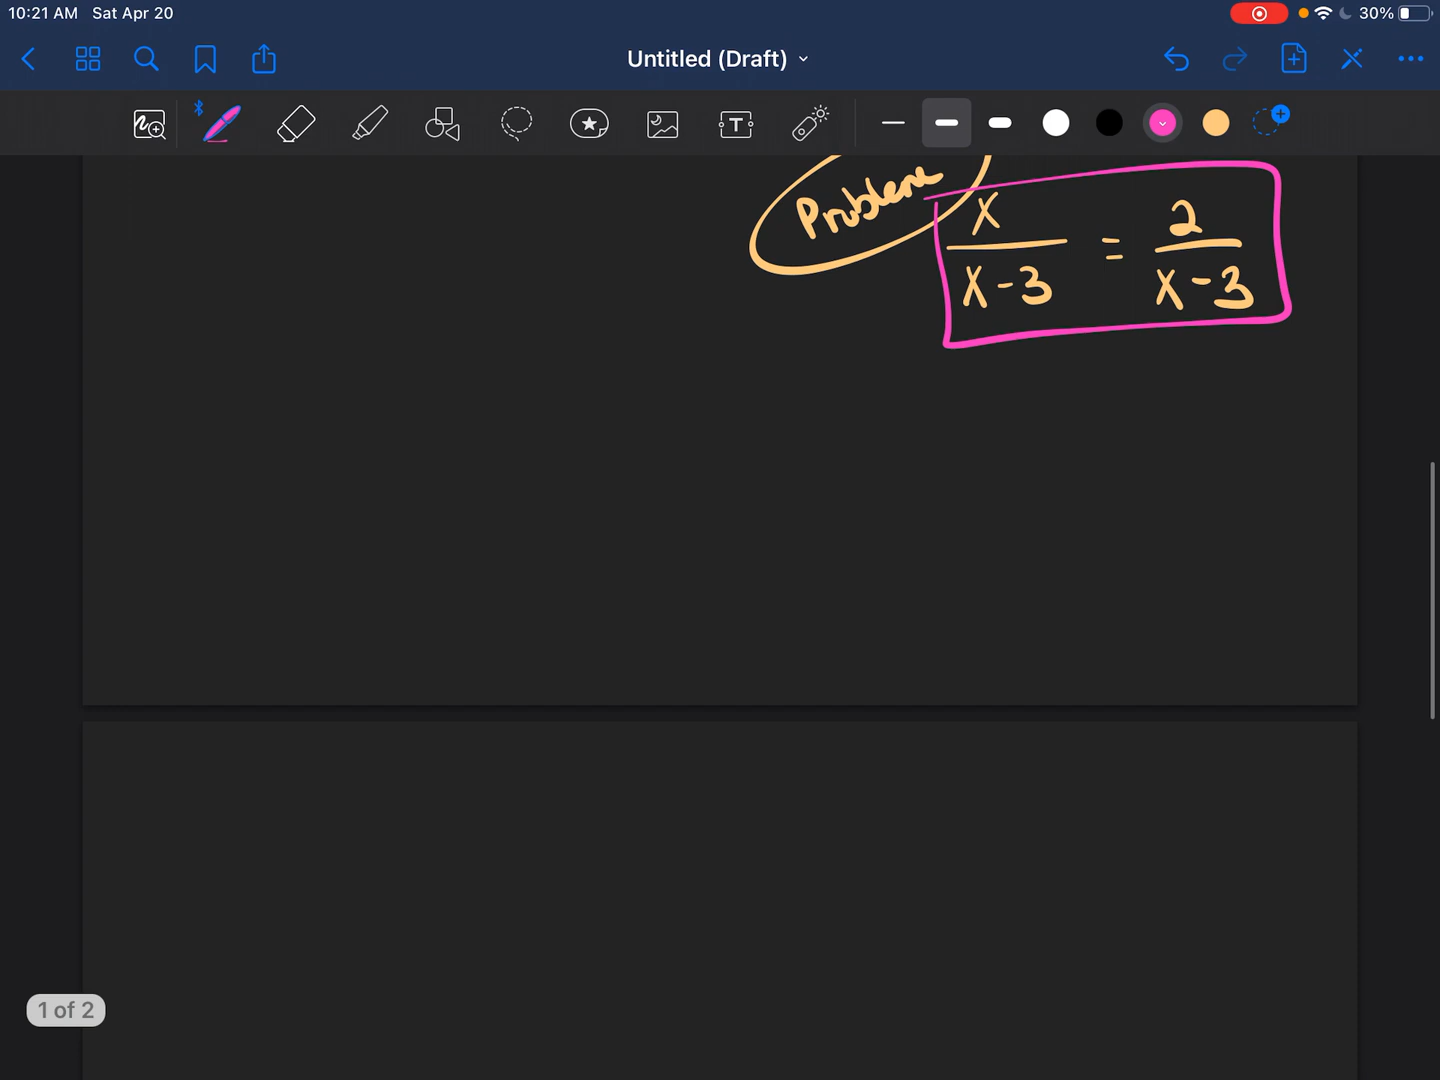 10:21 AM Sat Apr 20 30%
Untitled (Draft)
T
Problem
x/x-3 = 2/x-3
1 of 2